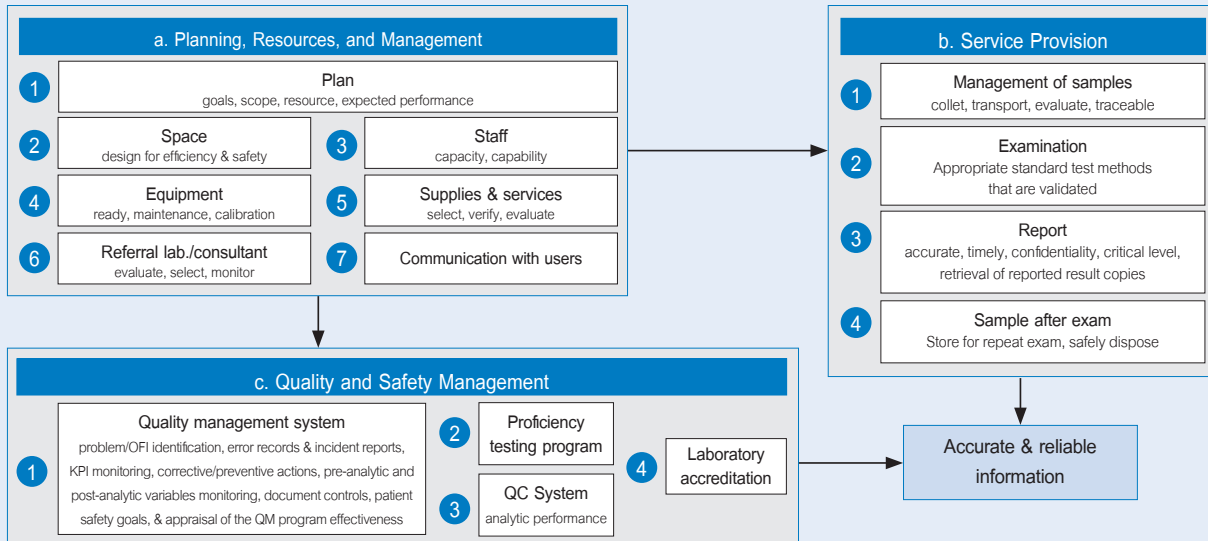 a. Planning, Resources, and Management
1
Plan
goals, scope, resource, expected performance
2
Space
design for efficiency & safety
3
Staff
capacity, capability
4
Equipment
ready, maintenance, calibration
5
Supplies & services
select, verify, evaluate
6
Referral lab./consultant
evaluate, select, monitor
7
Communication with users
b. Service Provision
1
Management of samples
collet, transport, evaluate, traceable
2
Examination
Appropriate standard test methods
that are validated
3
Report
accurate, timely, confidentiality, critical level,
retrieval of reported result copies
4
Sample after exam
Store for repeat exam, safely dispose
c. Quality and Safety Management
1
Quality management system
problem/OFI identification, error records & incident reports,
KPI monitoring, corrective/preventive actions, pre-analytic and
post-analytic variables monitoring, document controls, patient
safety goals, & appraisal of the QM program effectiveness
2
Proficiency
testing program
3
QC System
analytic performance
4
Laboratory
accreditation
Accurate & reliable
information